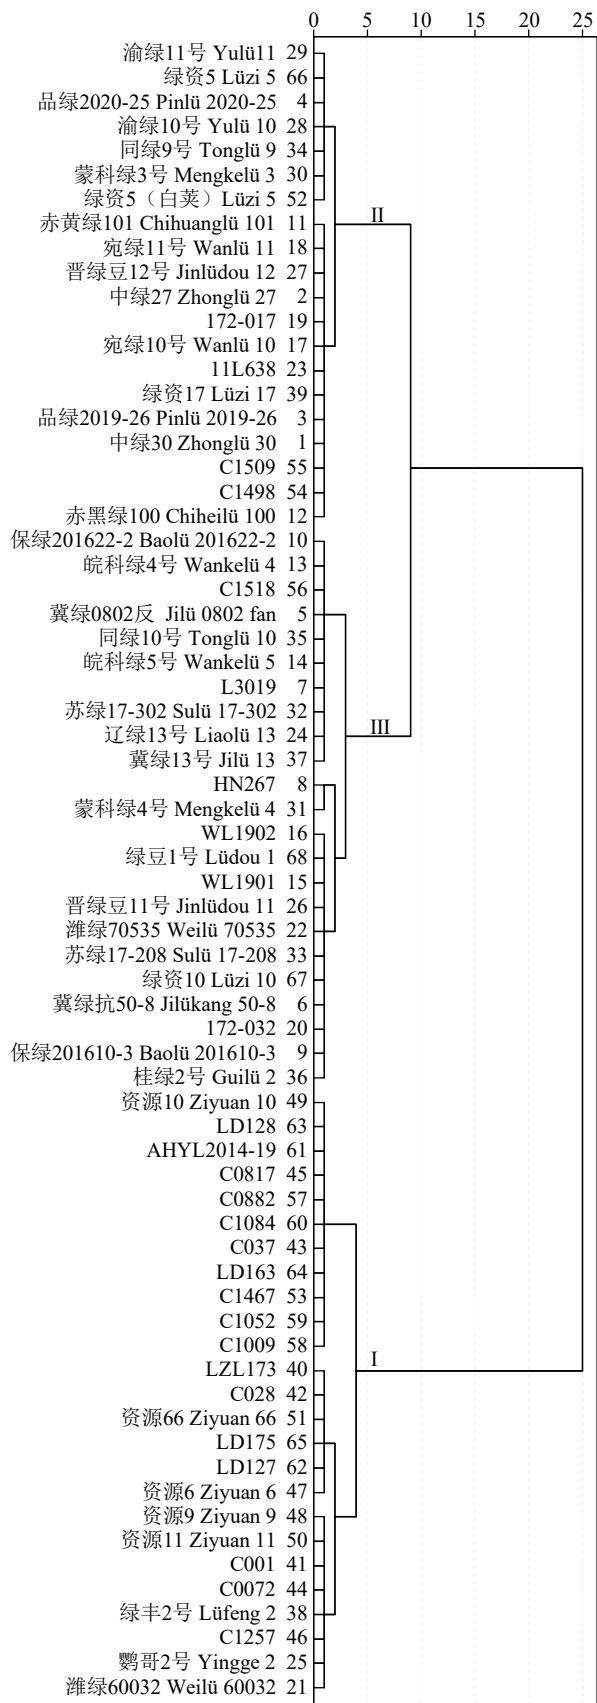 0 5 10 15 20 25
渝绿11号 Yulü11 29
绿资5 Lüzi 5 66
品绿2020-25 Pinlü 2020-25 4
渝绿10号 Yulü 10 28
同绿9号 Tonglü 9 34
蒙科绿3号 Mengkelü 3 30
绿资5（白荚）Lüzi 5 52
赤黄绿101 Chihuanglü 101 11
II
宛绿11号 Wanlü 11 18
晋绿豆12号 Jinlüdou 12 27
中绿27 Zhonglü 27 2
172-017 19
宛绿10号 Wanlü 10 17
11L638 23
绿资17 Lüzi 17 39
品绿2019-26 Pinlü 2019-26 3
中绿30 Zhonglü 30 1
C1509 55
C1498 54
赤黑绿100 Chiheilü 100 12
保绿201622-2 Baolü 201622-2 10
皖科绿4号 Wankelü 4 13
C1518 56
冀绿0802反 Jilü 0802 fan 5
同绿10号 Tonglü 10 35
皖科绿5号 Wankelü 5 14
L3019 7
苏绿17-302 Sulü 17-302 32
辽绿13号 Liaolü 13 24
III
冀绿13号 Jilü 13 37
HN267 8
蒙科绿4号 Mengkelü 4 31
WL1902 16
绿豆1号 Lüdou 1 68
WL1901 15
晋绿豆11号 Jinlüdou 11 26
潍绿70535 Weilü 70535 22
苏绿17-208 Sulü 17-208 33
绿资10 Lüzi 10 67
冀绿抗50-8 Jilükang 50-8 6
172-032 20
保绿201610-3 Baolü 201610-3 9
桂绿2号 Guilü 2 36
资源10 Ziyuan 10 49
LD128 63
AHYL2014-19 61
C0817 45
C0882 57
C1084 60
C037 43
LD163 64
C1467 53
C1052 59
C1009 58
LZL173 40
I
C028 42
资源66 Ziyuan 66 51
LD175 65
LD127 62
资源6 Ziyuan 6 47
资源9 Ziyuan 9 48
资源11 Ziyuan 11 50
C001 41
C0072 44
绿丰2号 Lüfeng 2 38
C1257 46
鹦哥2号 Yingge 2 25
潍绿60032 Weilü 60032 21